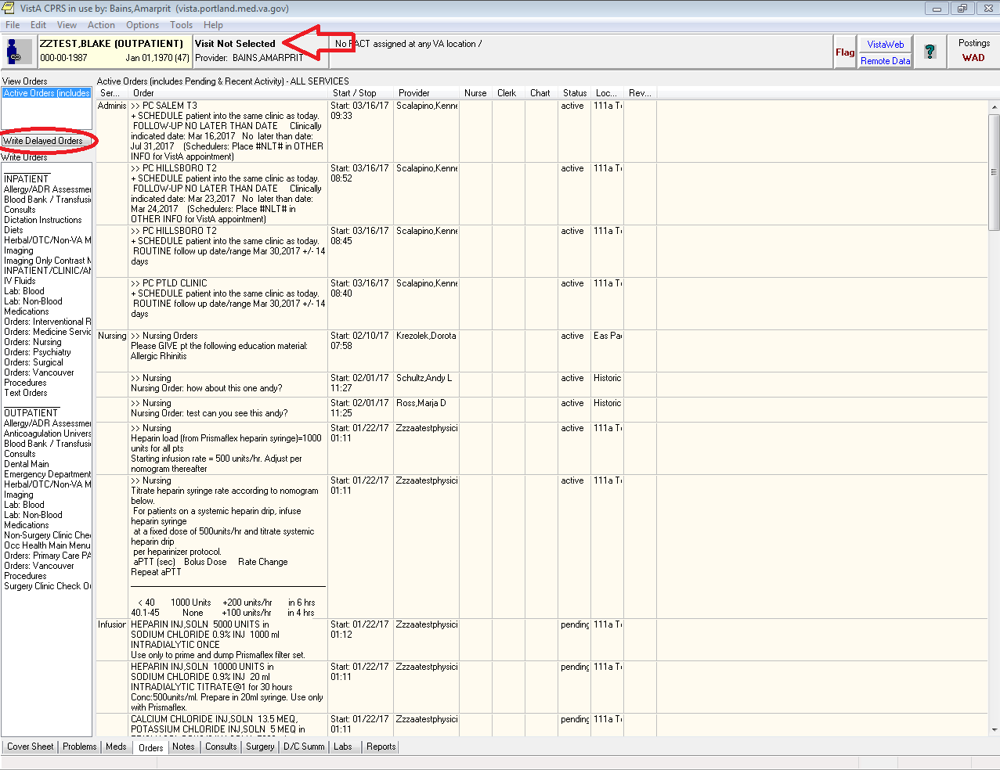 VistA CPRS in use by: Bains,Amarprit  (vista.portland.med.va.gov)
File Edit View Action Options Tools Help
ZZTEST,BLAKE (OUTPATIENT)
000-00-1987 Jan 01,1970 (47)
Visit Not Selected
Provider: BAINS,AMARPRIT
No PACT assigned at any VA location /
Flag
VistaWeb
Remote Data
?
Postings
WAD
View Orders
Active Orders (includes
Write Delayed Orders
Write Orders
INPATIENT
Allergy/ADR Assessmen
Blood Bank / Transfusi
Consults
Dictation Instructions
Diets
Herbal/OTC/Non-VA M
Imaging
Imaging Only Contrast M
INPATIENT/CLINIC/AM
IV Fluids
Lab: Blood
Lab: Non-Blood
Medications
Orders: Interventional R
Orders: Medicine Servic
Orders: Nursing
Orders: Psychiatry
Orders: Surgical
Orders: Vancouver
Procedures
Text Orders
OUTPATIENT
Allergy/ADR Assessmen
Anticoagulation Univers
Blood Bank / Transfusi
Consults
Dental Main
Emergency Department
Herbal/OTC/Non-VA M
Imaging
Lab: Blood
Lab: Non-Blood
Medications
Non-Surgery Clinic Che
Occ Health Main Menu
Orders: Primary Care PA
Orders: Vancouver
Procedures
Surgery Clinic Check O
Active Orders (includes Pending & Recent Activity) - ALL SERVICES
Ser... Order Start / Stop Provider Nurse Clerk Chart Status Loc... Rev...
Adminis >> PC SALEM T3 Start: 03/16/17 Scalapino,Kenne active 111a T
+ SCHEDULE patient into the same clinic as today. 09:33
FOLLOW-UP NO LATER THAN DATE Clinically
indicated date: Mar 16,2017 No later than date:
Jul 31,2017 (Schedulers: Place #NLT# in OTHER
INFO for VistA appointment)
>> PC HILLSBORO T2 Start: 03/16/17 Scalapino,Kenne active 111a T
+ SCHEDULE patient into the same clinic as today. 08:52
FOLLOW-UP NO LATER THAN DATE Clinically
indicated date: Mar 23,2017 No later than date:
Mar 24,2017 (Schedulers: Place #NLT# in
OTHER INFO for VistA appointment)
>> PC HILLSBORO T2 Start: 03/16/17 Scalapino,Kenne active 111a T
+ SCHEDULE patient into the same clinic as today. 08:45
ROUTINE follow up date/range Mar 30,2017 +/- 14
days
>> PC PTLD CLINIC Start: 03/16/17 Scalapino,Kenne active 111a T
+ SCHEDULE patient into the same clinic as today. 08:40
ROUTINE follow up date/range Mar 30,2017 +/- 14
days
Nursing >> Nursing Orders Start: 02/10/17 Krezolek,Dorota active Eas Pa
Please GIVE pt the following education material: 07:58
Allergic Rhinitis
>> Nursing Start: 02/01/17 Schultz,Andy L active Historic
Nursing Order: how about this one andy? 11:27
>> Nursing Start: 02/01/17 Ross,Marja D active Historic
Nursing Order: test can you see this andy? 11:25
>> Nursing Start: 01/22/17 Zzzaatestphysici active 111a T
Heparin load (from Prismaflex heparin syringe)=1000 01:11
units for all pts
Starting infusion rate = 500 units/hr. Adjust per
nomogram thereafter
>> Nursing Start: 01/22/17 Zzzaatestphysici active 111a T
Titrate heparin syringe rate according to nomogram 01:11
below.
For patients on a systemic heparin drip, infuse
heparin syringe
at a fixed dose of 500units/hr and titrate systemic
heparin drip
per heparinizer protocol.
aPTT (sec) Bolus Dose Rate Change
Repeat aPTT
< 40 1000 Units +200 units/hr in 6 hrs
40.1-45 None +100 units/hr in 4 hrs
Infusion HEPARIN INJ,SOLN 5000 UNITS in Start: 01/22/17 Zzzaatestphysici pending 111a T
SODIUM CHLORIDE 0.9% INJ 1000 ml 01:12
INTRADIALYTIC ONCE
Use only to prime and dump Prismaflex filter set.
HEPARIN INJ,SOLN 10000 UNITS in Start: 01/22/17 Zzzaatestphysici pending 111a T
SODIUM CHLORIDE 0.9% INJ 20 ml 01:11
INTRADIALYTIC TITRATE@1 for 30 hours
Conc:500units/ml. Prepare in 20ml syringe. Use only
with Prismaflex.
CALCIUM CHLORIDE INJ,SOLN 13.5 MEQ, Start: 01/22/17 Zzzaatestphysici pending 111a T
POTASSIUM CHLORIDE INJ,SOLN 5 MEQ in 01:11
Cover Sheet Problems Meds Orders Notes Consults Surgery D/C Summ Labs Reports